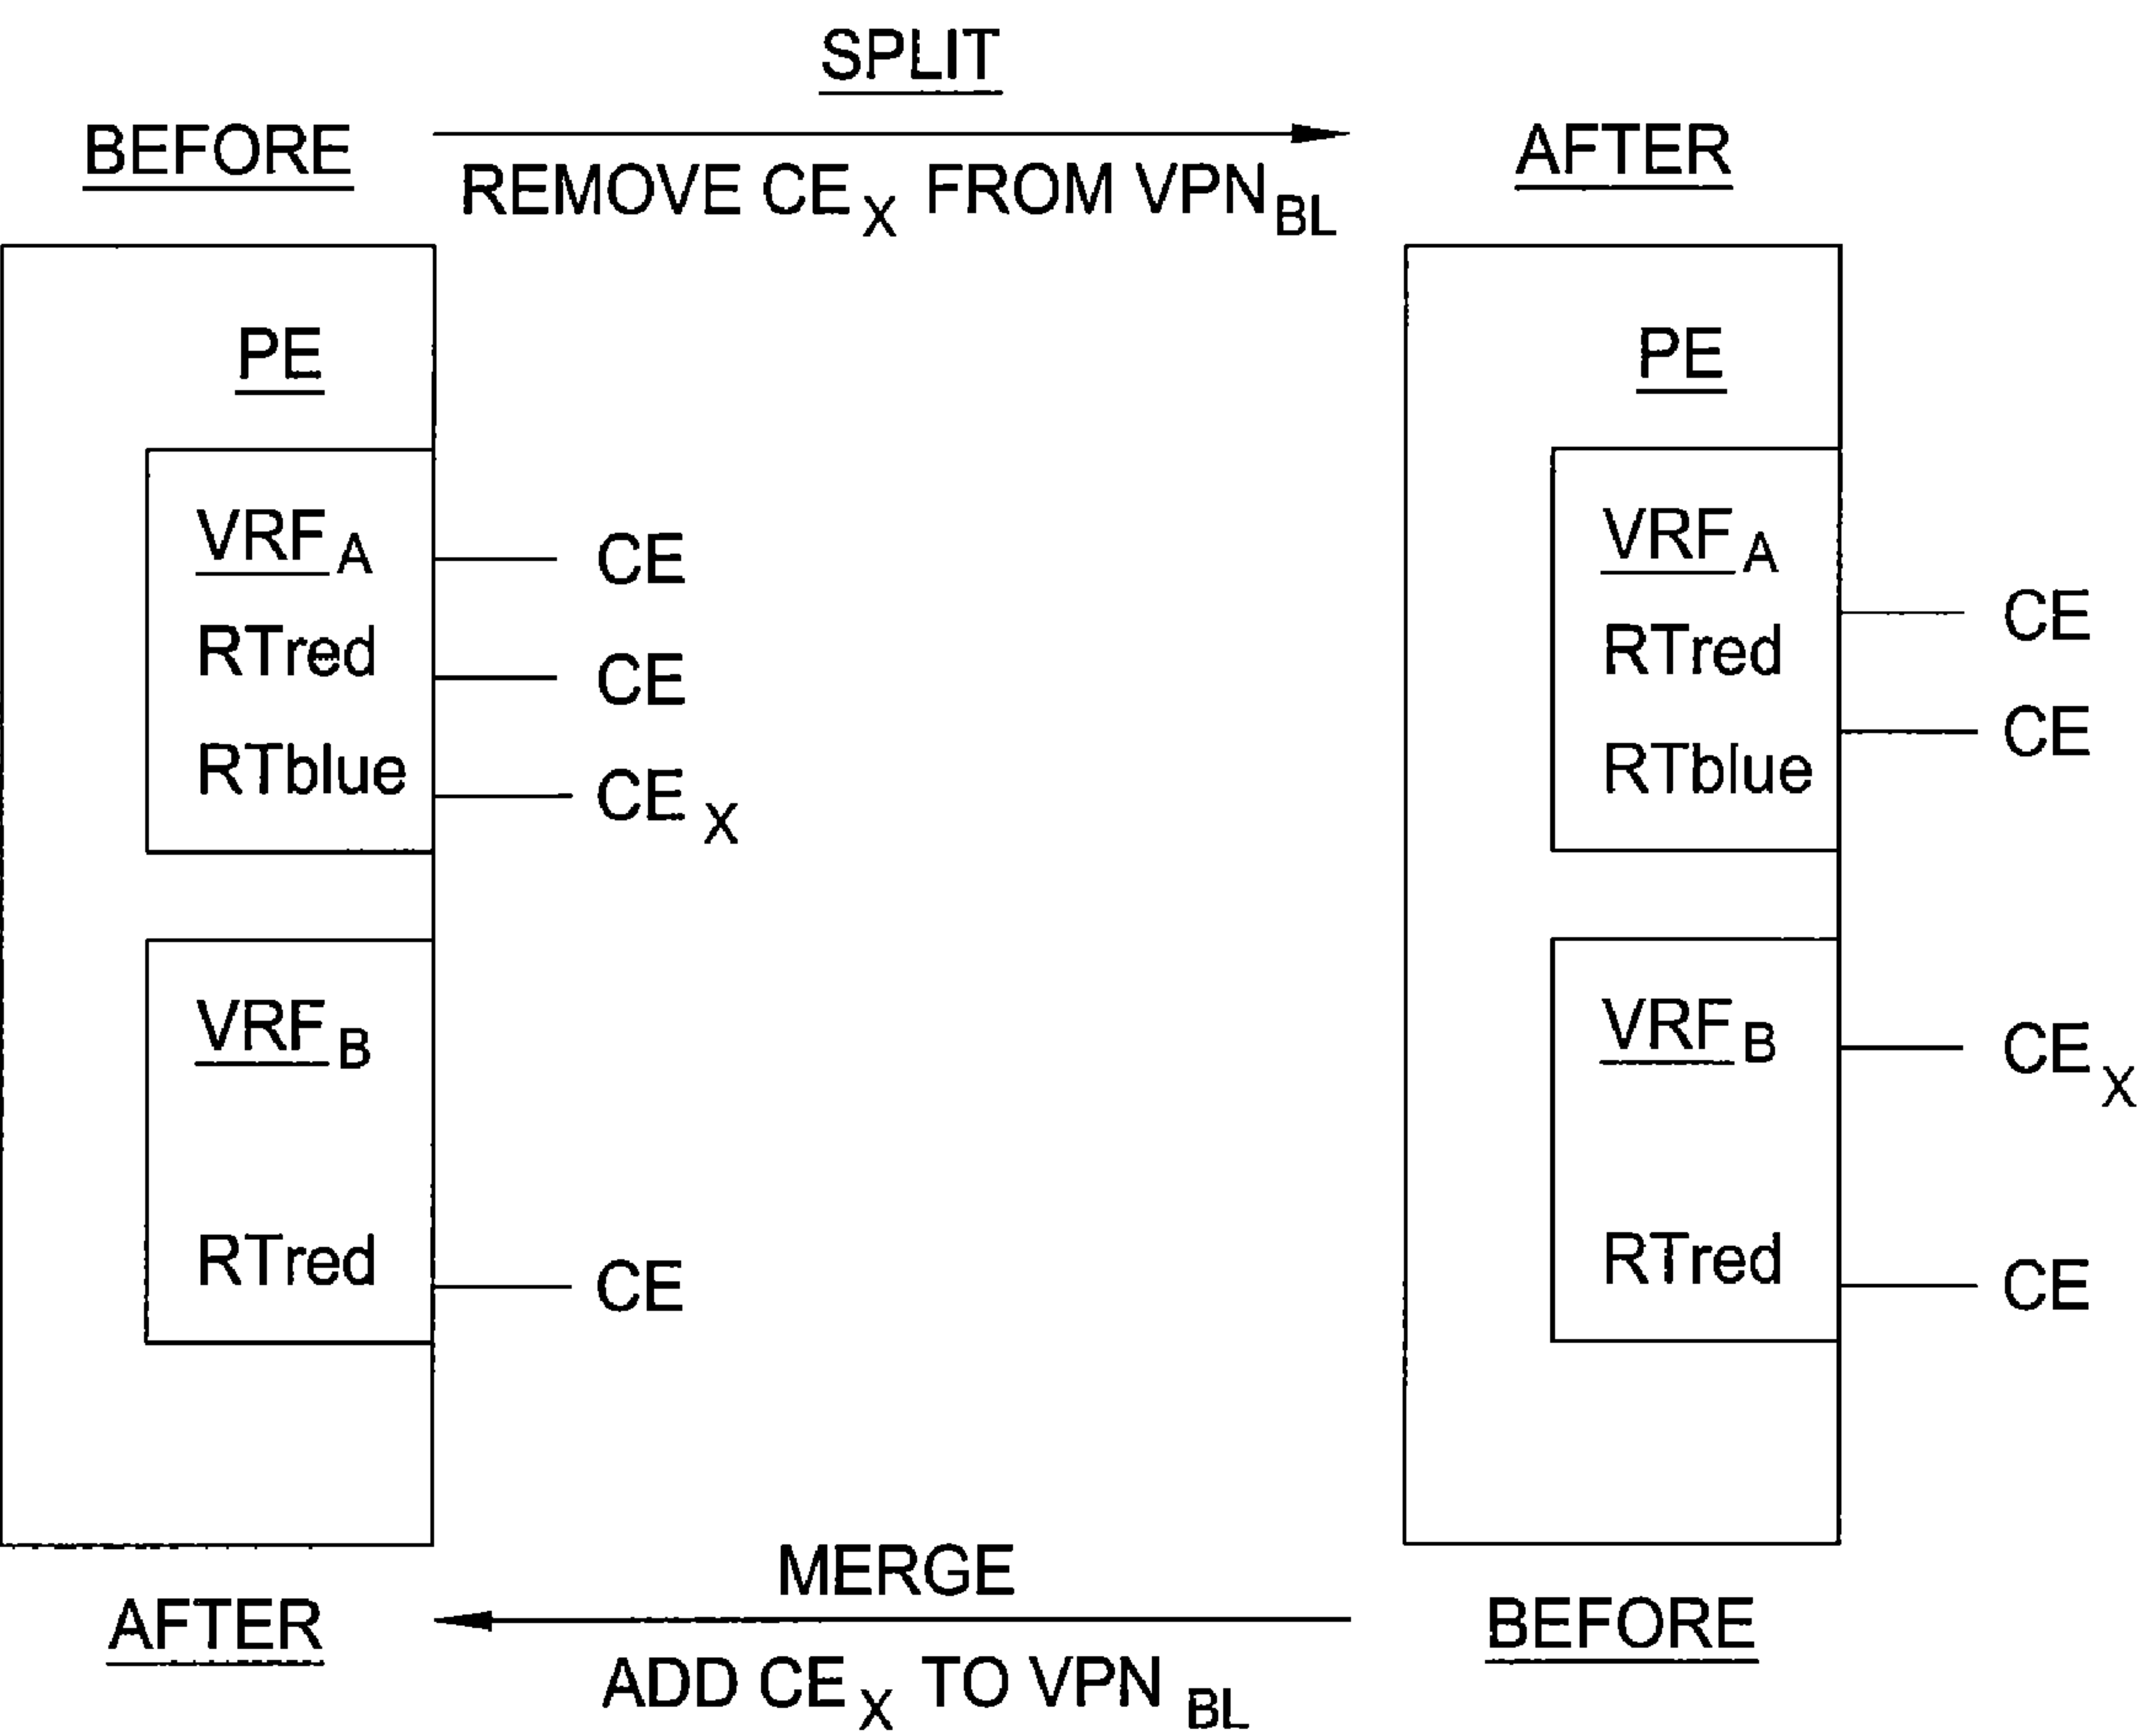 SPLIT
BEFORE
REMOVE CE X FROM VPN BL
AFTER
PE
VRF A
RTred
RTblue
CE
CE
CE X
VRF B
RTred
CE
PE
VRF A
RTred
RTblue
CE
CE
VRF B
RTred
CE X
CE
MERGE
AFTER
ADD CE X TO VPN BL
BEFORE